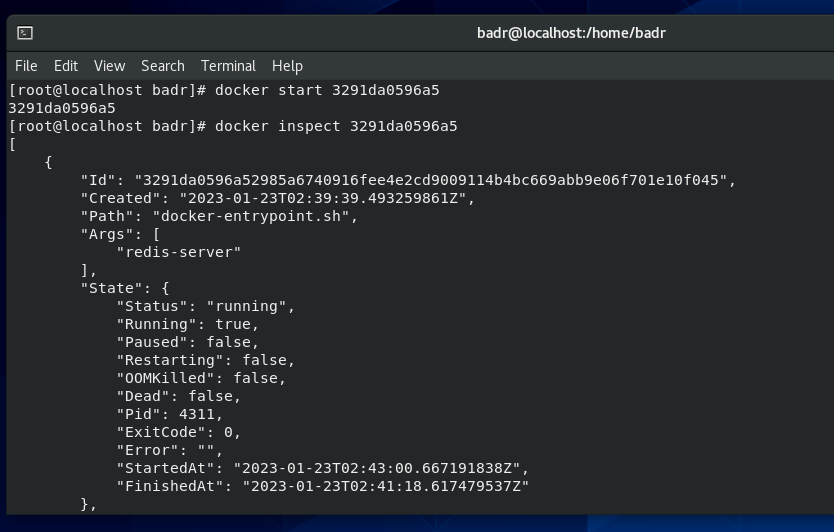 badr@localhost:/home/badr
File Edit View Search Terminal Help
[root@localhost badr]# docker start 3291da0596a5
3291da0596a5
[root@localhost badr]# docker inspect 3291da0596a5
[
    {
        "Id": "3291da0596a52985a6740916fee4e2cd9009114b4bc669abb9e06f701e10f045",
        "Created": "2023-01-23T02:39:39.493259861Z",
        "Path": "docker-entrypoint.sh",
        "Args": [
            "redis-server"
        ],
        "State": {
            "Status": "running",
            "Running": true,
            "Paused": false,
            "Restarting": false,
            "OOMKilled": false,
            "Dead": false,
            "Pid": 4311,
            "ExitCode": 0,
            "Error": "",
            "StartedAt": "2023-01-23T02:43:00.667191838Z",
            "FinishedAt": "2023-01-23T02:41:18.617479537Z"
        },